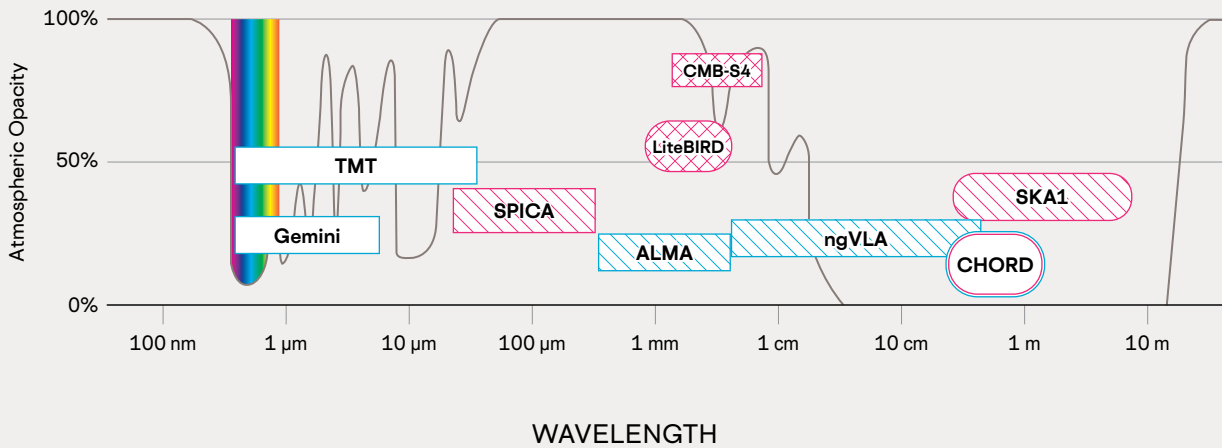 100%
Atmospheric Opacity
CMB-S4
LiteBIRD
50%
TMT
SPICA
SKA1
Gemini
ngVLA
ALMA
CHORD
0%
100 nm 1 µm 10 µm 100 µm 1 mm 1 cm 10 cm 1 m 10 m
WAVELENGTH